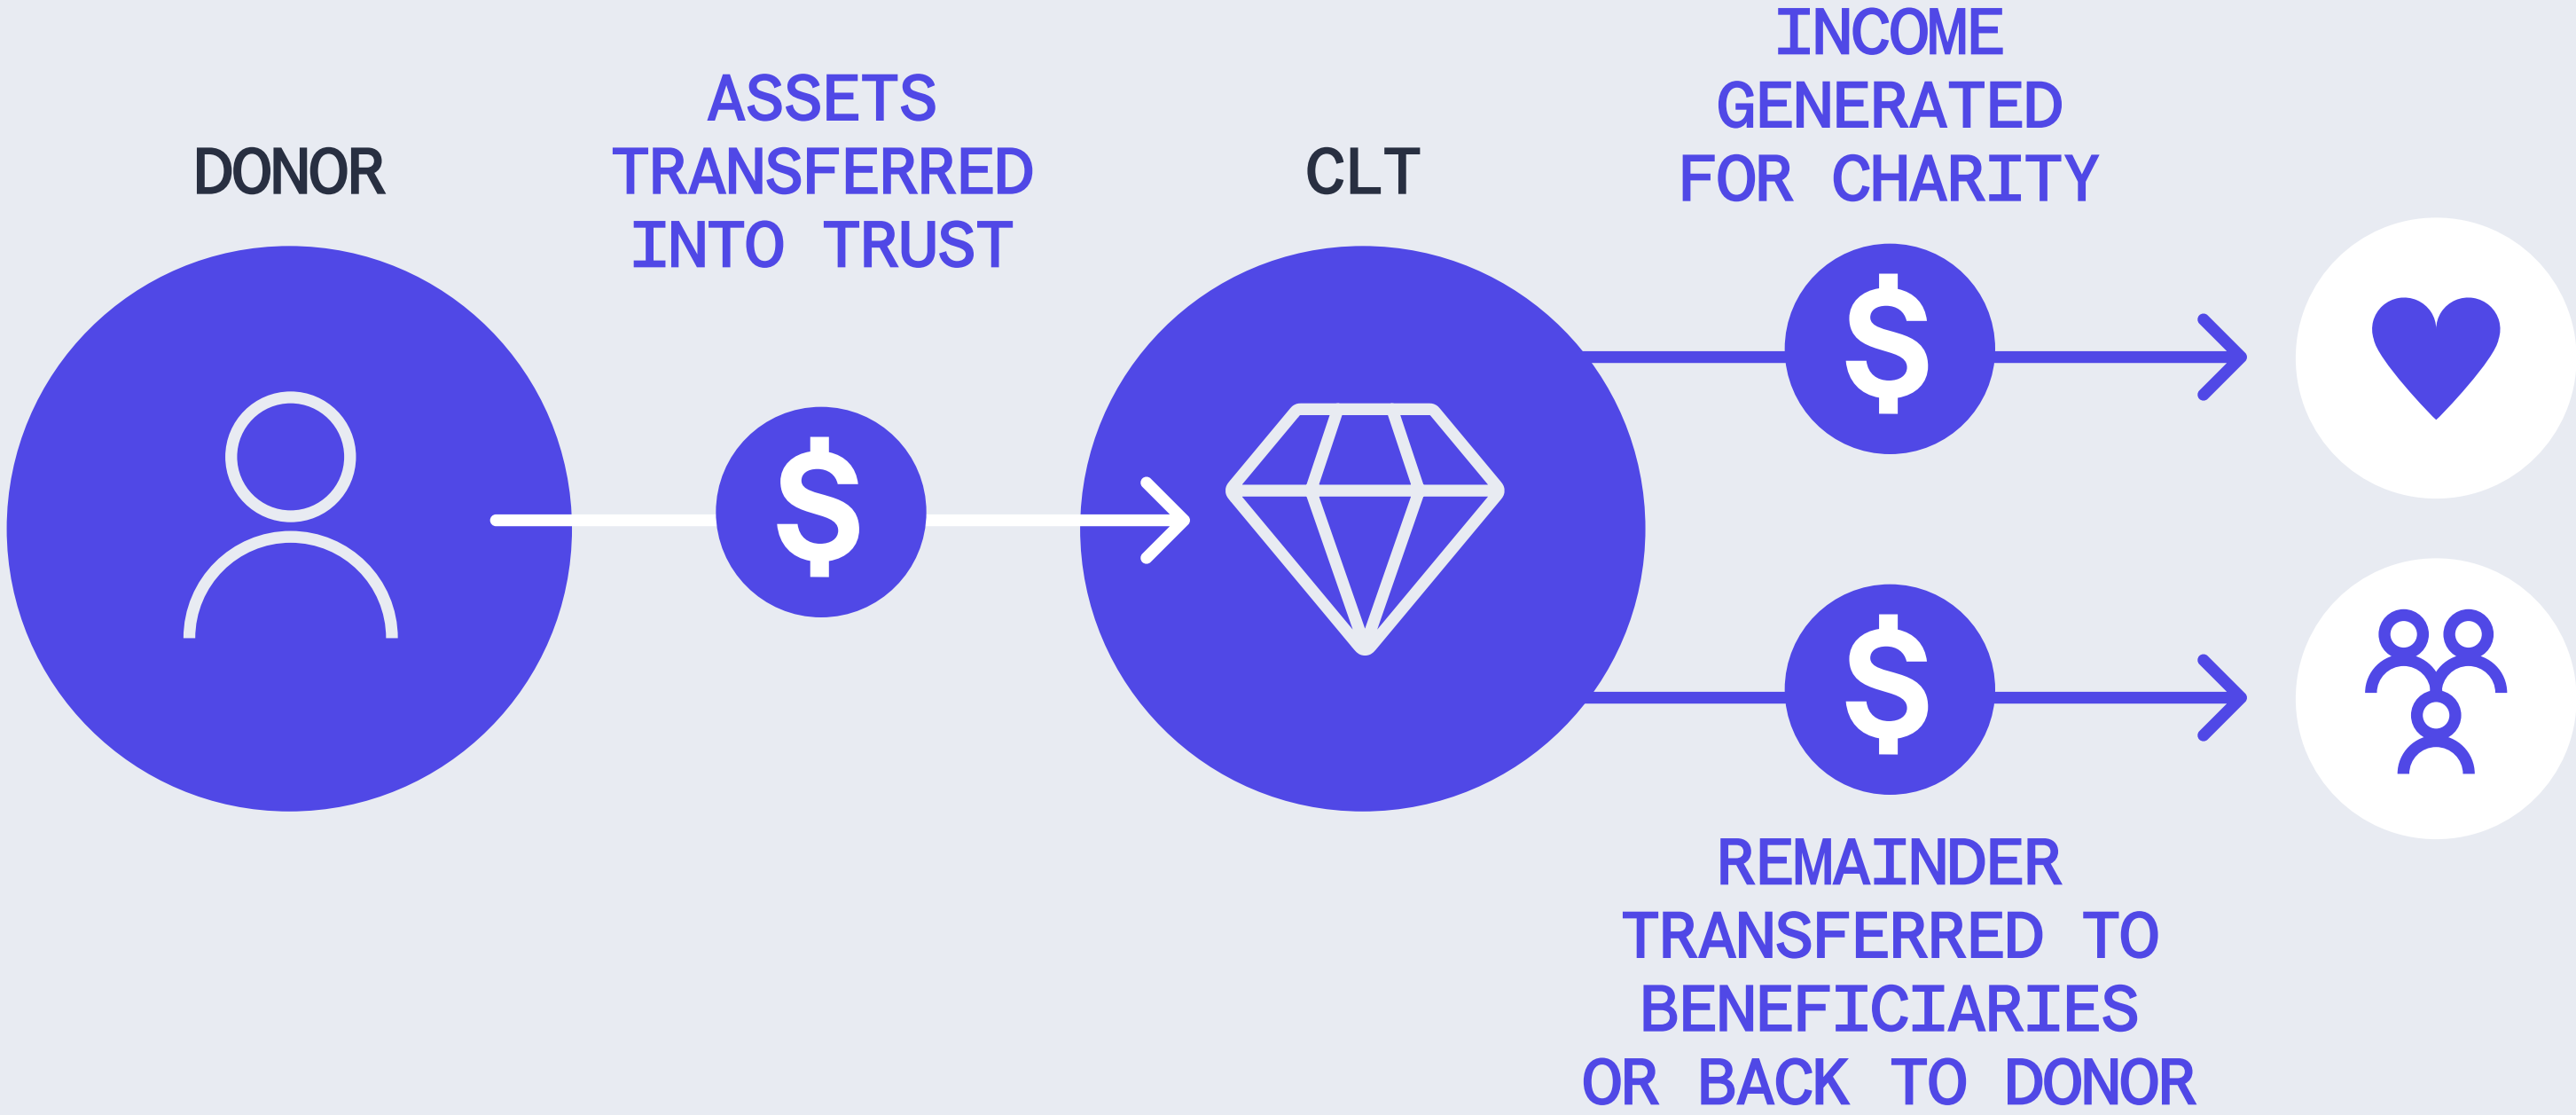 DONOR
ASSETS
TRANSFERRED
INTO TRUST
$
CLT
INCOME
GENERATED
FOR CHARITY
$
$
REMAINDER
TRANSFERRED TO
BENEFICIARIES
OR BACK TO DONOR